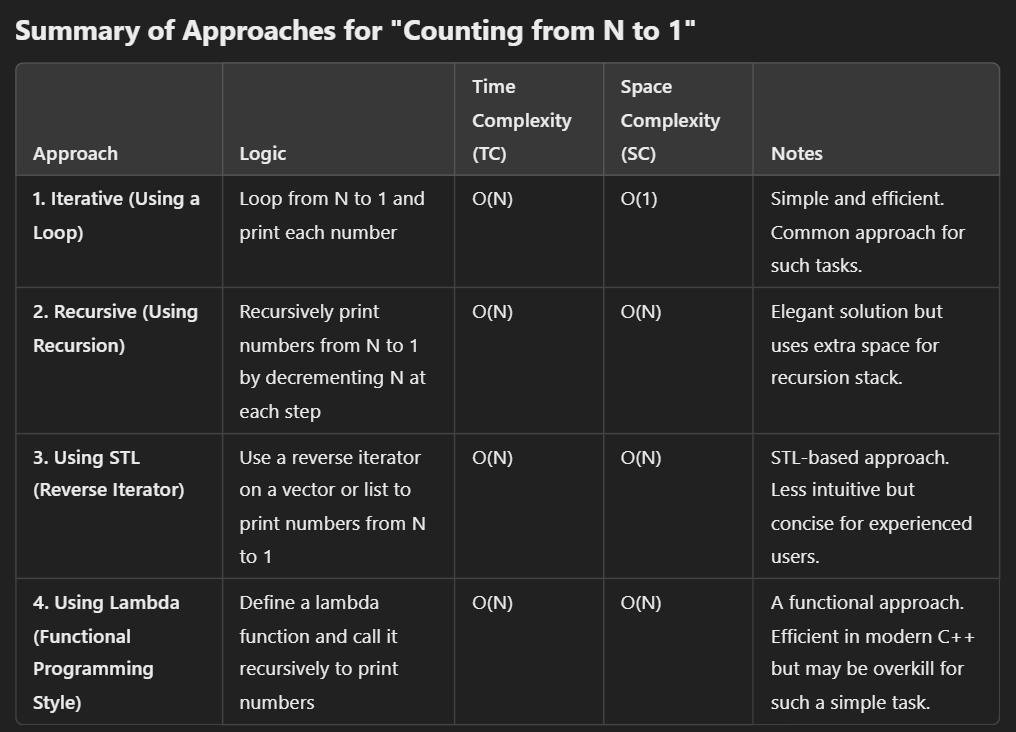 Summary of Approaches for "Counting from N to 1"
Approach
Logic
Time
Complexity
(TC)
Space
Complexity
(SC)
Notes
1. Iterative (Using a
Loop)
Loop from N to 1 and
print each number
O(N)
O(1)
Simple and efficient.
Common approach for
such tasks.
2. Recursive (Using
Recursion)
Recursively print
numbers from N to 1
by decrementing N at
each step
O(N)
O(N)
Elegant solution but
uses extra space for
recursion stack.
3. Using STL
(Reverse Iterator)
Use a reverse iterator
on a vector or list to
print numbers from N
to 1
O(N)
O(N)
STL-based approach.
Less intuitive but
concise for experienced
users.
4. Using Lambda
(Functional
Programming
Style)
Define a lambda
function and call it
recursively to print
numbers
O(N)
O(N)
A functional approach.
Efficient in modern C++
but may be overkill for
such a simple task.